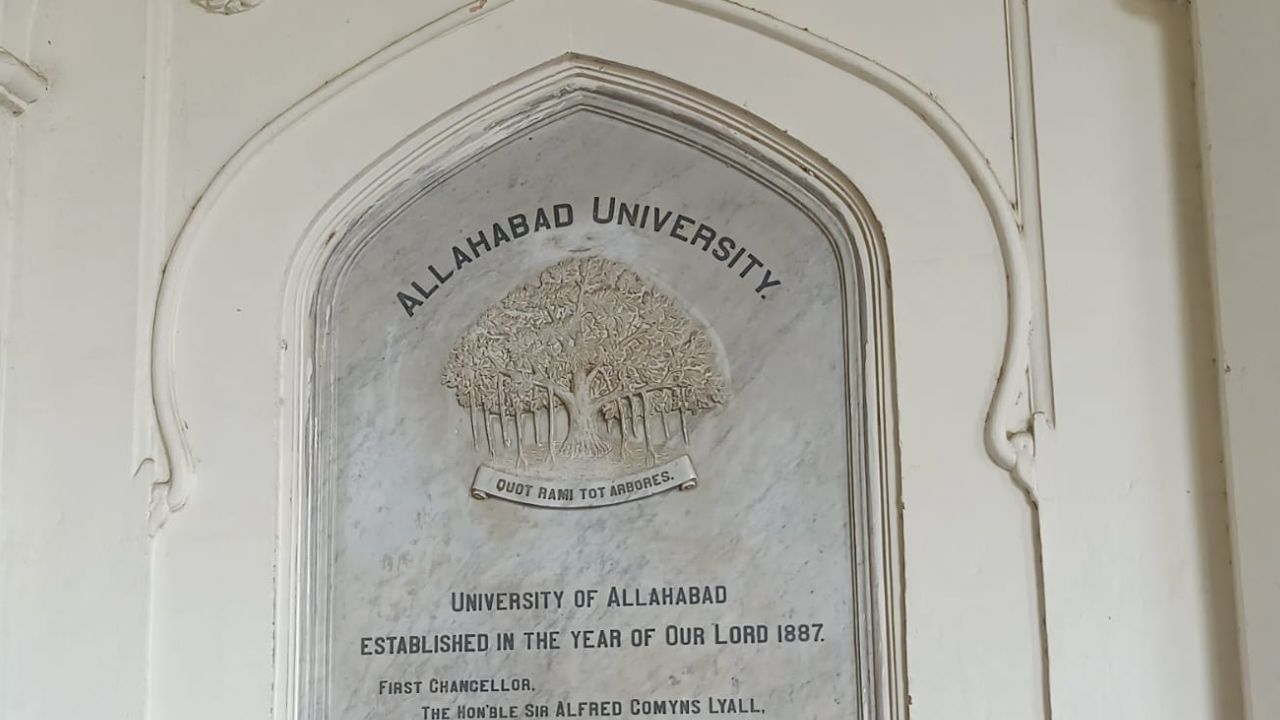 ALLAHABAD UNIVERSITY.
QUOT RAMI TOT ARBORES.
UNIVERSITY OF ALLAHABAD
ESTABLISHED IN THE YEAR OF OUR LORD 1887.
FIRST CHANCELLOR,
THE HON'BLE SIR ALFRED COMYNS LYALL,